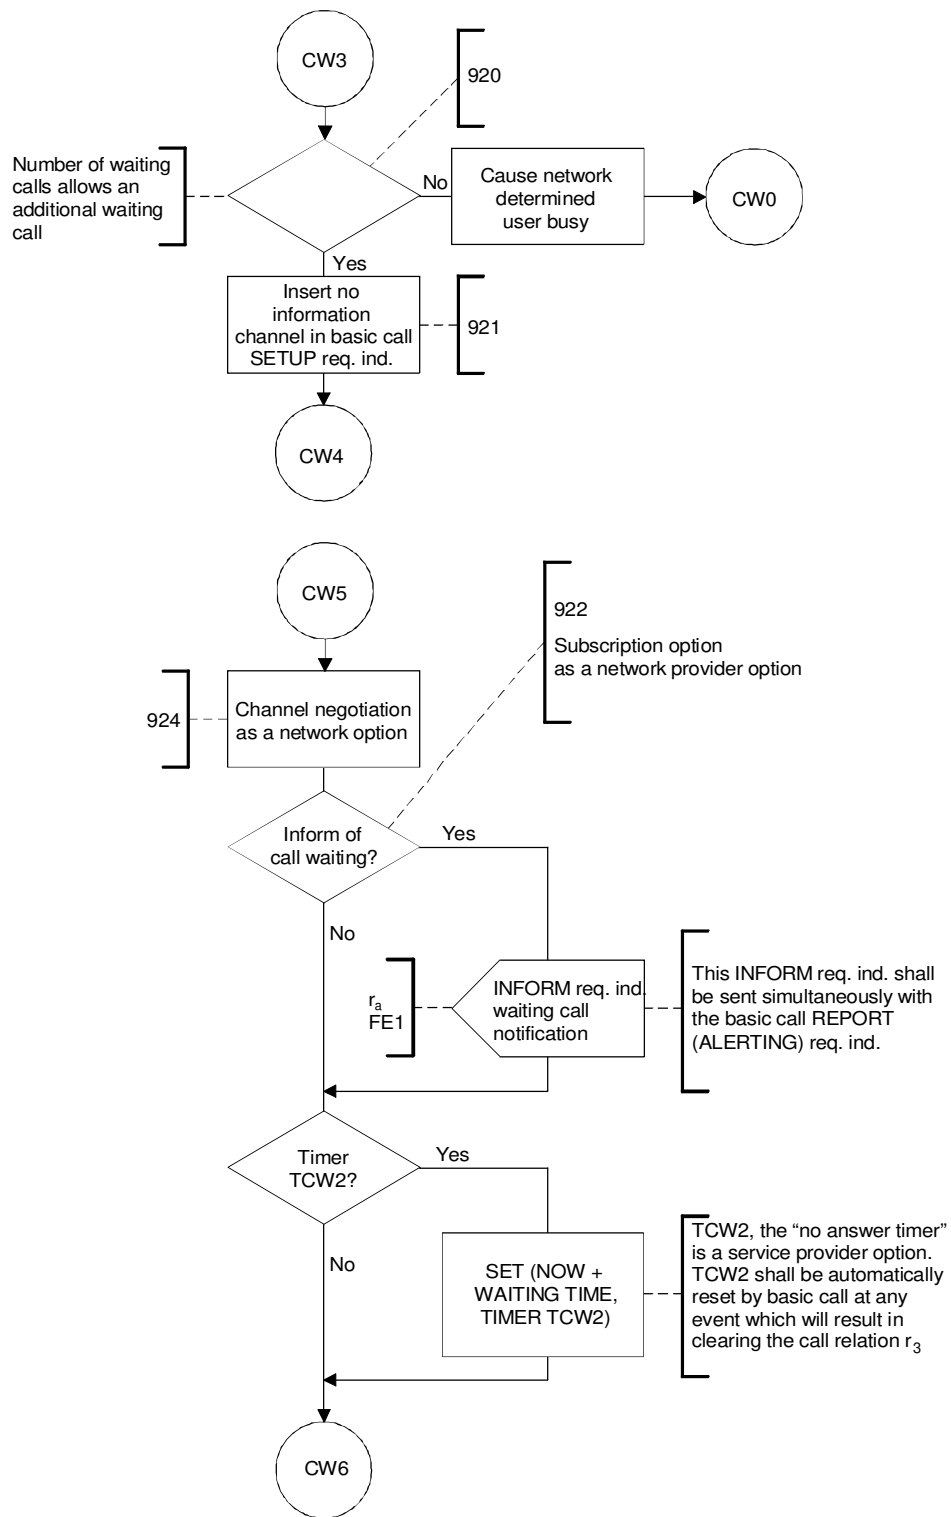 CW3
920
Number of waiting
calls allows an
additional waiting
call
No
Cause network
determined
user busy
CW0
Yes
Insert no
information
channel in basic call
SETUP req. ind.
921
CW4
CW5
922
Subscription option
as a network provider option
924
Channel negotiation
as a network option
Inform of
call waiting?
Yes
No
ra
FE1
INFORM req. ind.
waiting call
notification
This INFORM req. ind. shall
be sent simultaneously with
the basic call REPORT
(ALERTING) req. ind.
Timer
TCW2?
Yes
No
SET (NOW +
WAITING TIME,
TIMER TCW2)
TCW2, the “no answer timer”
is a service provider option.
TCW2 shall be automatically
reset by basic call at any
event which will result in
clearing the call relation r3
CW6